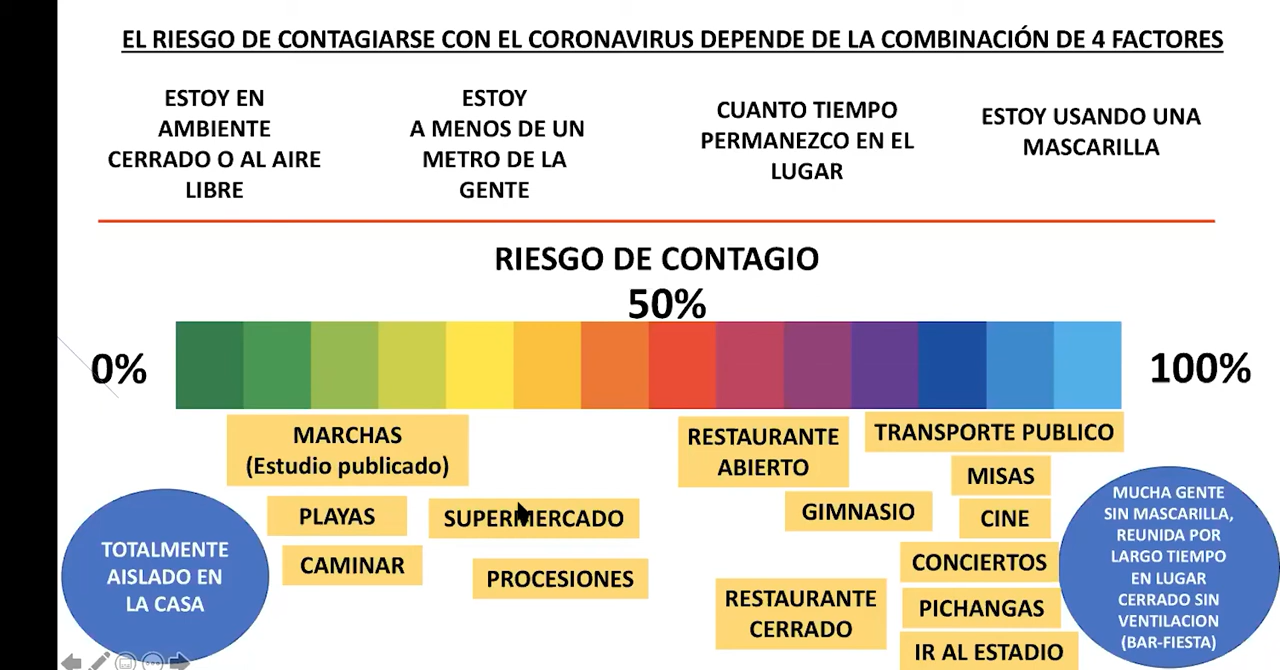 EL RIESGO DE CONTAGIARSE CON EL CORONAVIRUS DEPENDE DE LA COMBINACIÓN DE 4 FACTORES
ESTOY EN
AMBIENTE
CERRADO O AL AIRE
LIBRE
ESTOY
A MENOS DE UN
METRO DE LA
GENTE
CUANTO TIEMPO
PERMANEZCO EN EL
LUGAR
ESTOY USANDO UNA
MASCARILLA
RIESGO DE CONTAGIO
50%
0%
100%
MARCHAS
(Estudio publicado)
PLAYAS
CAMINAR
SUPERMERCADO
PROCESIONES
RESTAURANTE
ABIERTO
GIMNASIO
RESTAURANTE
CERRADO
TRANSPORTE PUBLICO
MISAS
CINE
CONCIERTOS
PICHANGAS
IR AL ESTADIO
TOTALMENTE
AISLADO EN
LA CASA
MUCHA GENTE
SIN MASCARILLA,
REUNIDA POR
LARGO TIEMPO
EN LUGAR
CERRADO SIN
VENTILACION
(BAR-FIESTA)